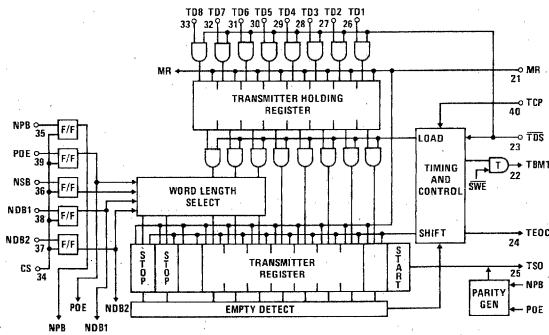 TD8 TD7 TD6 TD5 TD4 TD3 TD2 TD1
33 32 31 30 29 28 27 26
MR
MR
21
TRANSMITTER HOLDING
REGISTER
TCP
40
NPB
35
F/F
LOAD
TDS
23
POE
39
F/F
TIMING
AND
CONTROL
T
TBMT
22
SWE
NSB
36
F/F
WORD LENGTH
SELECT
NDB1
38
F/F
NDB2
37
F/F
SHIFT
TEOC
24
CS
34
STOP
STOP
TRANSMITTER
REGISTER
START
TSO
25
EMPTY DETECT
PARITY
GEN
NPB
POE
NPB
POE
NDB1
NDB2